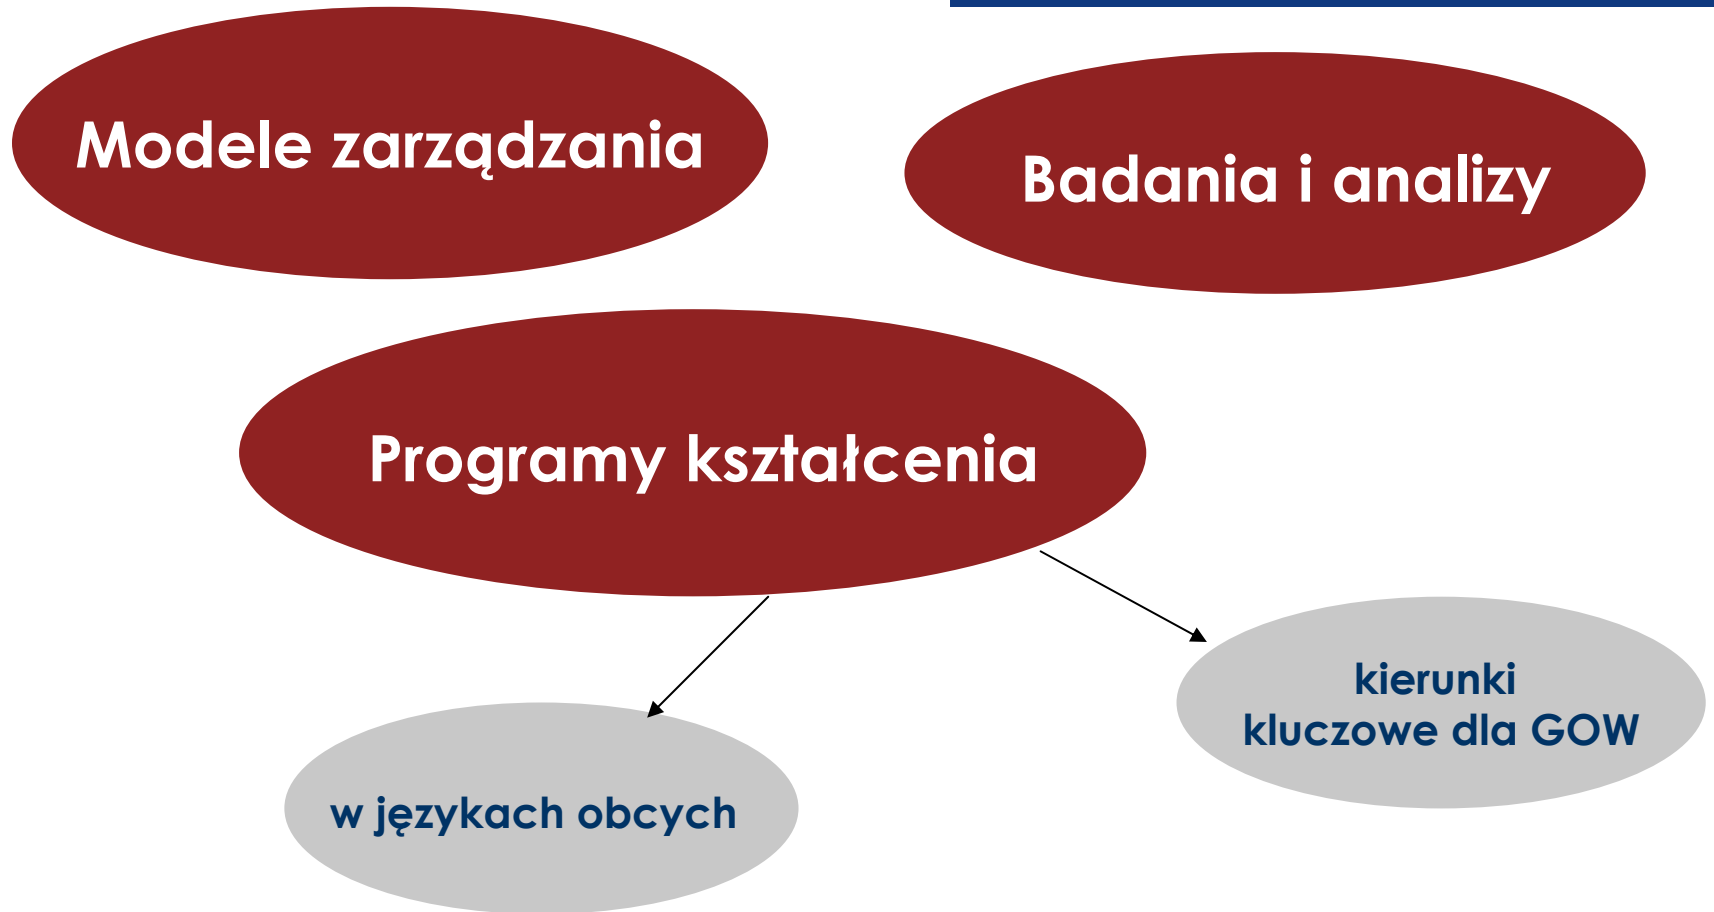 Modele zarządzania
Badania i analizy
Programy kształcenia
kierunki
kluczowe dla GOW
w językach obcych